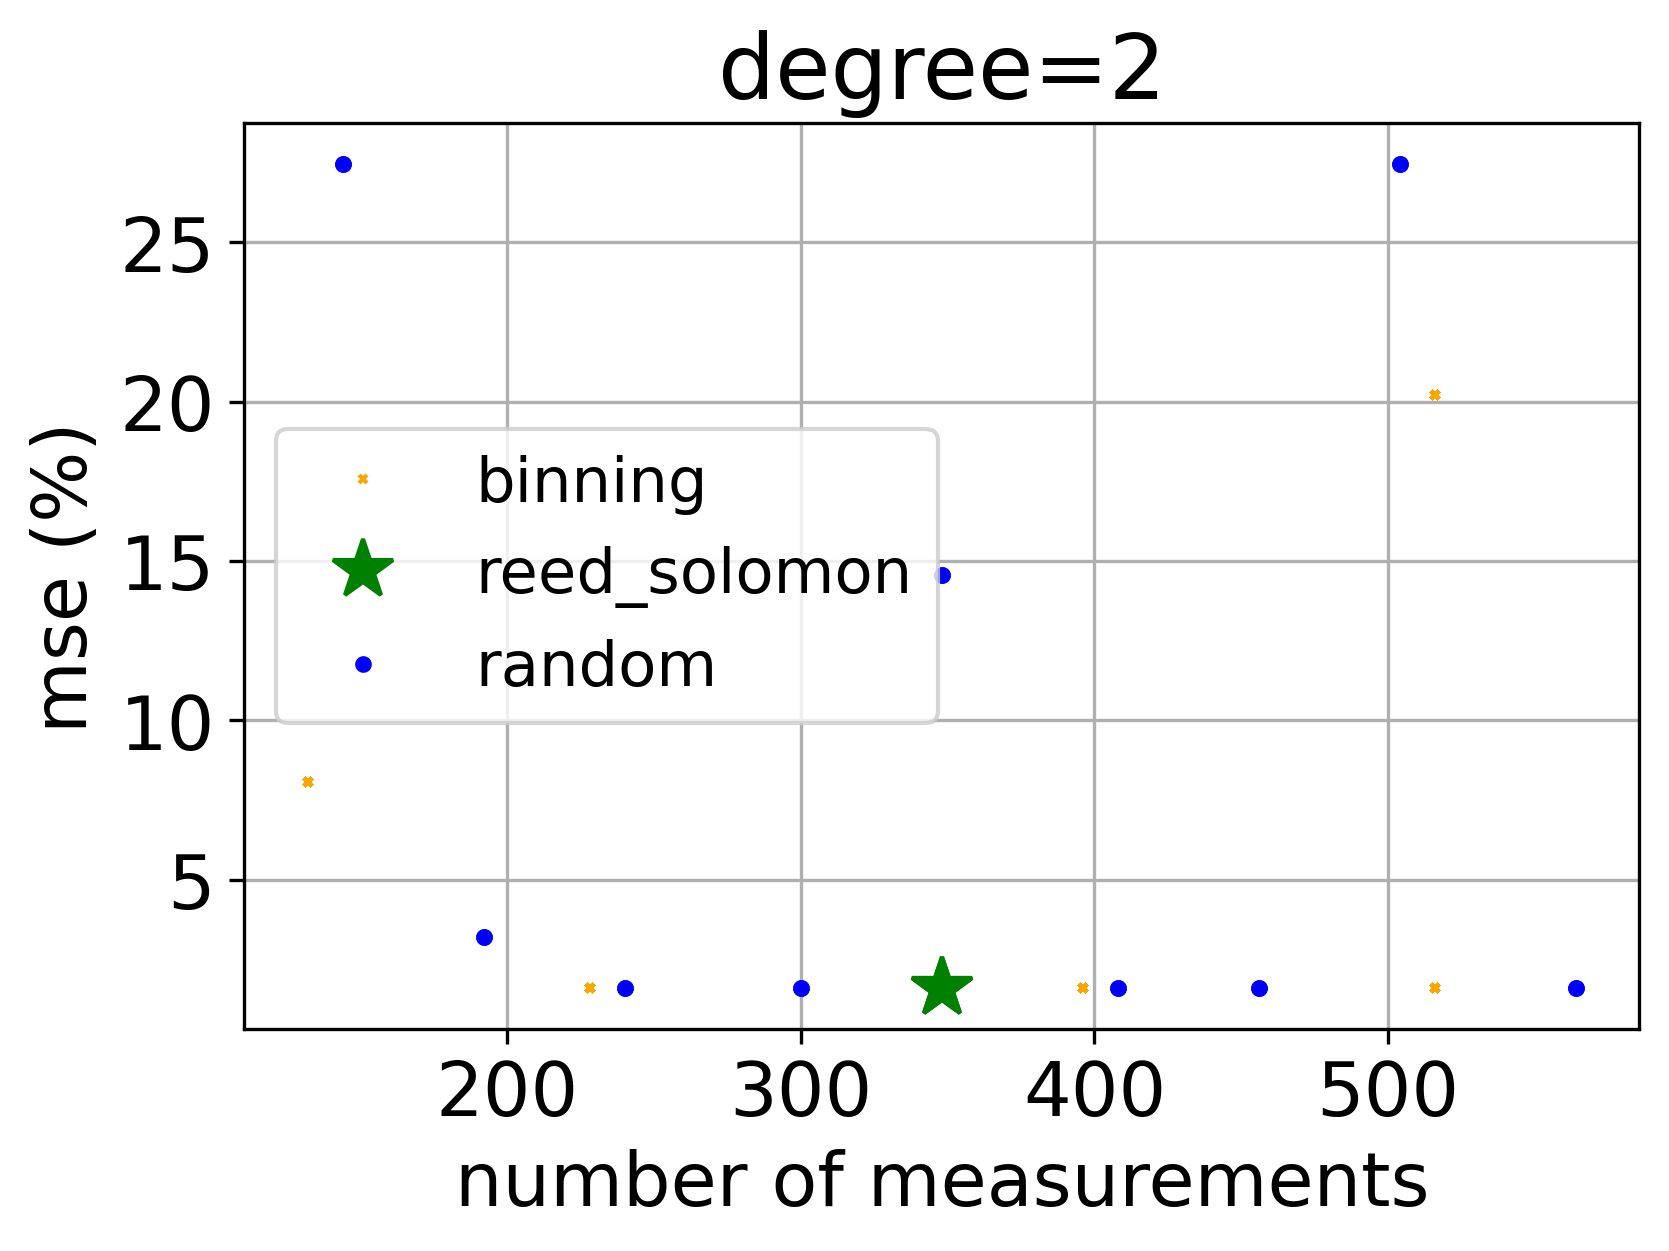 degree=2
mse (%)
25
20
15
10
5
binning
reed_solomon
random
200 300 400 500
number of measurements